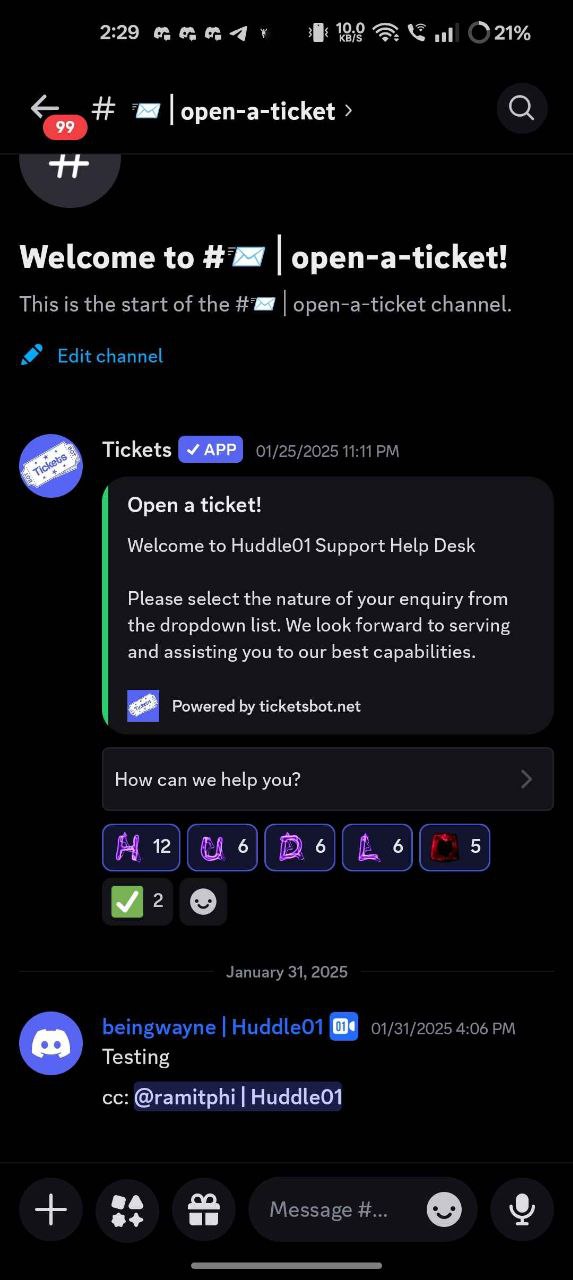 2:29 10.0 KB/S 21%
# 📨 | open-a-ticket ›
99
#
Welcome to #📨 | open-a-ticket!
This is the start of the #📨 | open-a-ticket channel.
Edit channel
Tickets
Tickets ✓ APP 01/25/2025 11:11 PM
Open a ticket!
Welcome to Huddle01 Support Help Desk
Please select the nature of your enquiry from
the dropdown list. We look forward to serving
and assisting you to our best capabilities.
Powered by ticketsbot.net
How can we help you?
H 12 U 6 D 6 L 6 5
✅ 2
January 31, 2025
beingwayne | Huddle01 01 01/31/2025 4:06 PM
Testing
cc: @ramitphi | Huddle01
Message #...